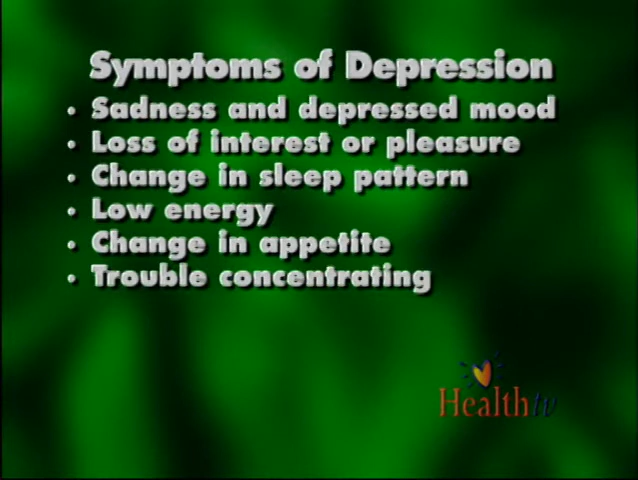 Symptoms of Depression
• Sadness and depressed mood
• Loss of interest or pleasure
• Change in sleep pattern
• Low energy
• Change in appetite
• Trouble concentrating
Healthtv